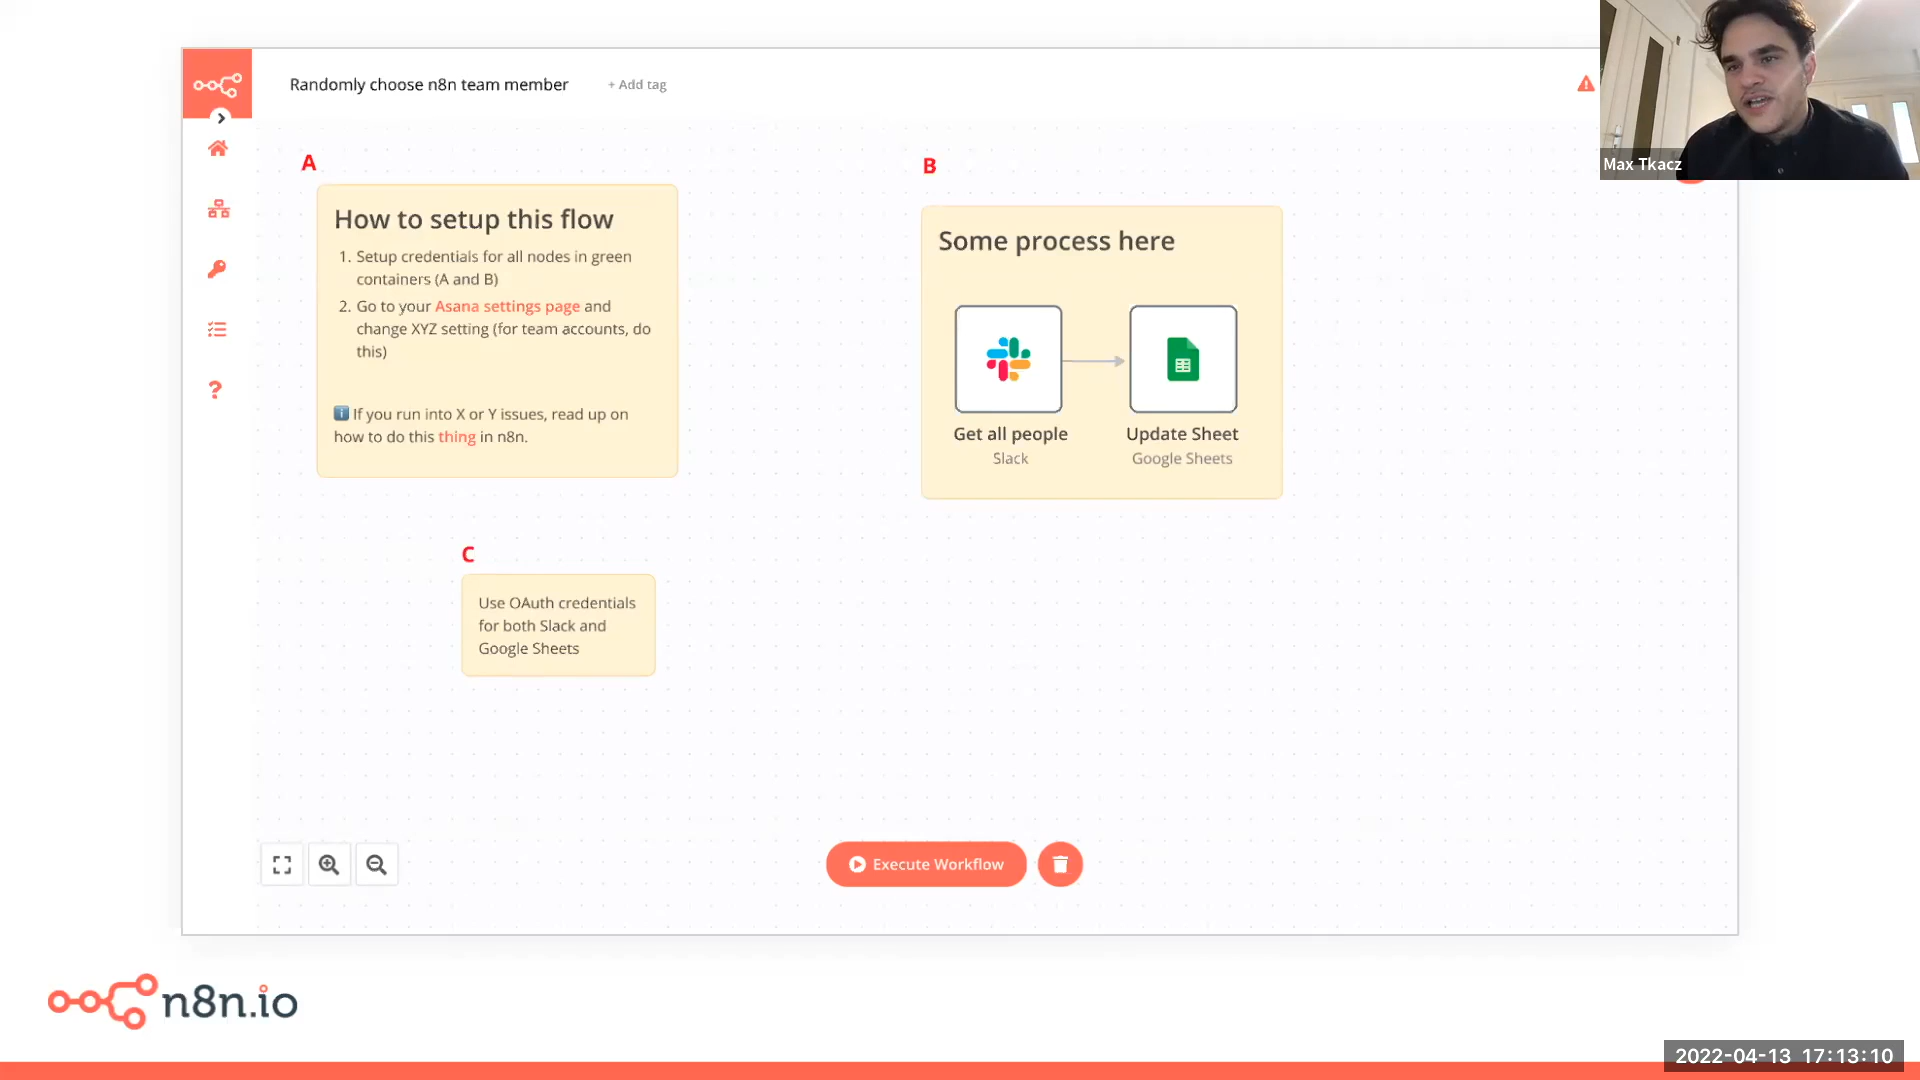 Randomly choose n8n team member
+ Add tag
Max Tkacz
A
How to setup this flow
1. Setup credentials for all nodes in green
containers (A and B)
2. Go to your Asana settings page and
change XYZ setting (for team accounts, do
this)
If you run into X or Y issues, read up on
how to do this thing in n8n.
B
Some process here
Get all people
Slack
Update Sheet
Google Sheets
C
Use OAuth credentials
for both Slack and
Google Sheets
Execute Workflow
n8n.io
2022-04-13 17:13:10